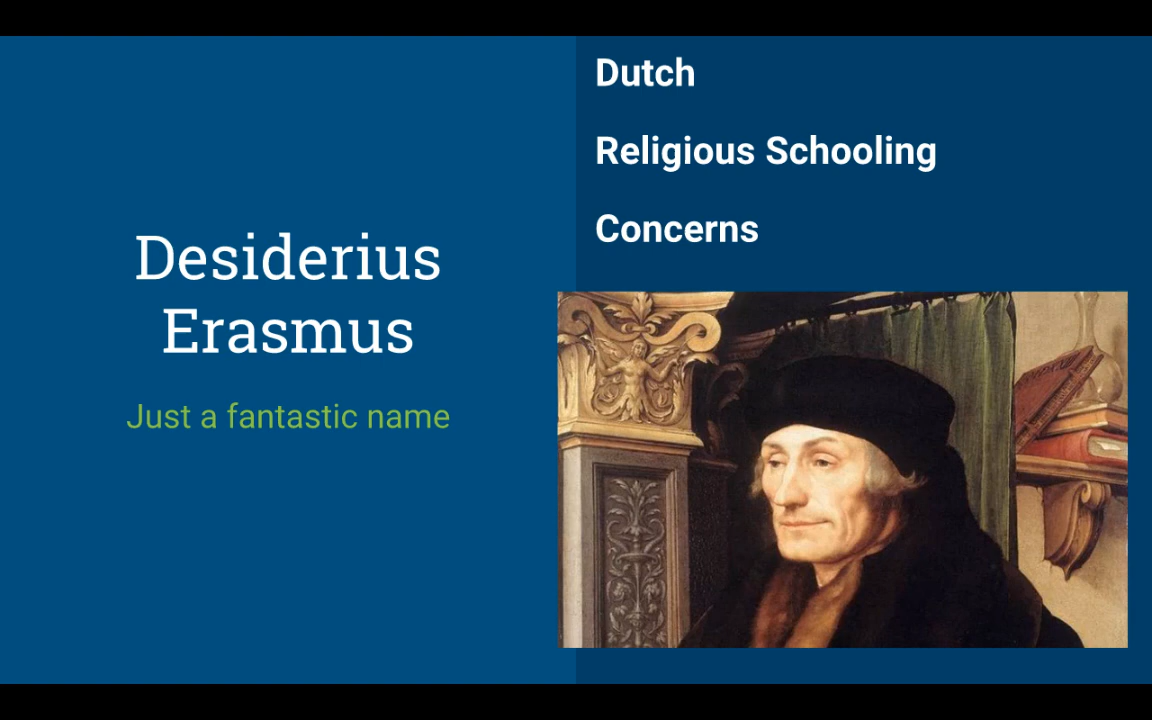 Desiderius
Erasmus
Just a fantastic name
Dutch
Religious Schooling
Concerns